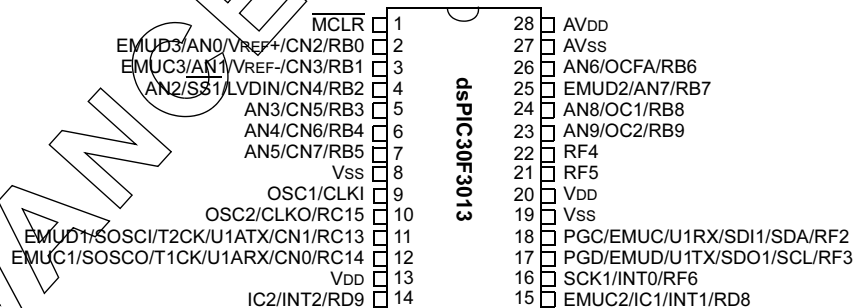 MCLR 1 28 AVDD
EMUD3/AN0/VREF+/CN2/RB0 2 27 AVSS
EMUC3/AN1/VREF-/CN3/RB1 3 26 AN6/OCFA/RB6
AN2/SS1/LVDIN/CN4/RB2 4 25 EMUD2/AN7/RB7
AN3/CN5/RB3 5 24 AN8/OC1/RB8
AN4/CN6/RB4 6 23 AN9/OC2/RB9
AN5/CN7/RB5 7 22 RF4
VSS 8 21 RF5
OSC1/CLKI 9 20 VDD
OSC2/CLKO/RC15 10 19 VSS
EMUD1/SOSCI/T2CK/U1ATX/CN1/RC13 11 18 PGC/EMUC/U1RX/SDI1/SDA/RF2
EMUC1/SOSCO/T1CK/U1ARX/CN0/RC14 12 17 PGD/EMUD/U1TX/SDO1/SCL/RF3
VDD 13 16 SCK1/INT0/RF6
IC2/INT2/RD9 14 15 EMUC2/IC1/INT1/RD8
dsPIC30F3013